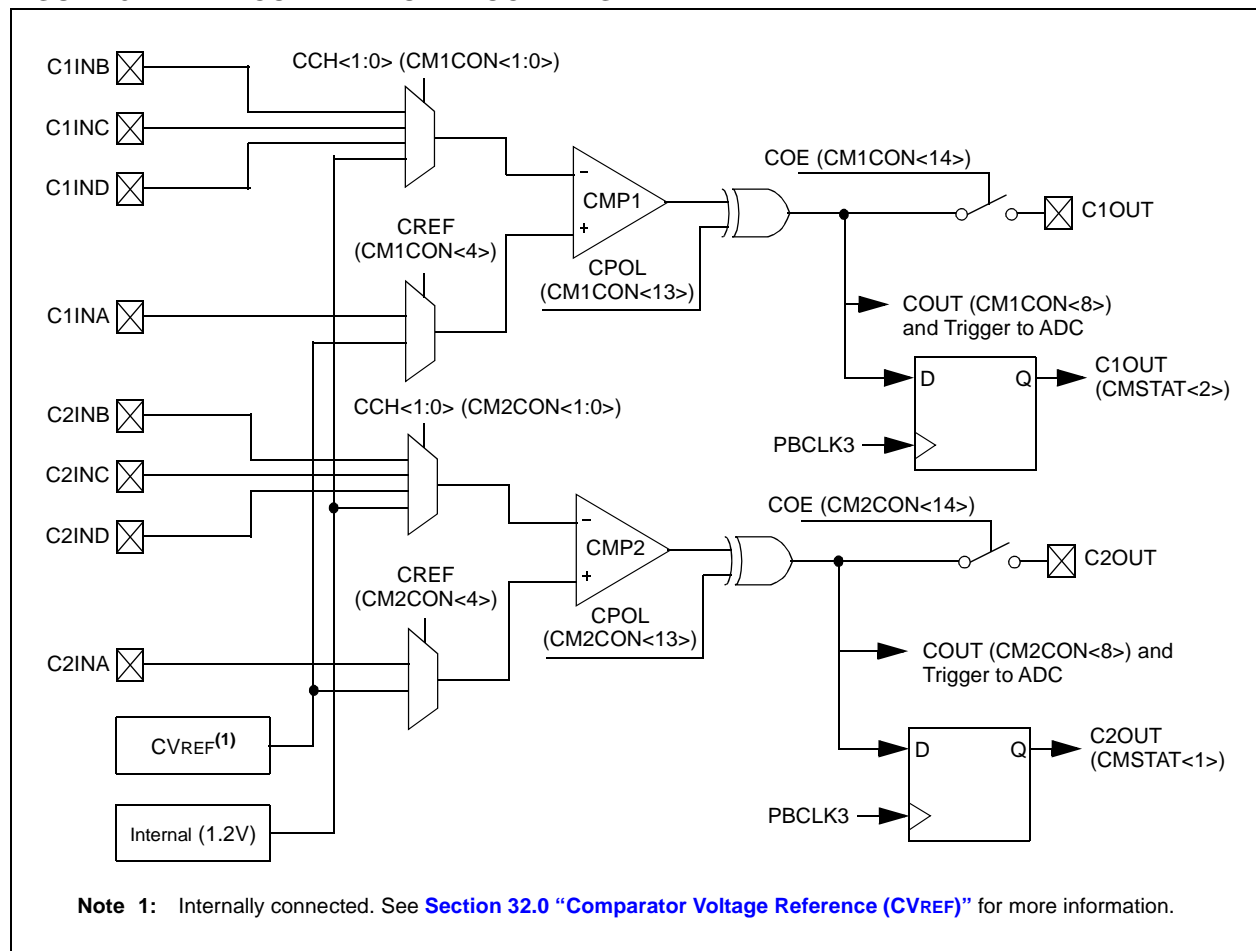 C1INB
CCH<1:0> (CM1CON<1:0>)
C1INC
COE (CM1CON<14>)
C1IND
CMP1
C1OUT
CREF
(CM1CON<4>)
CPOL
(CM1CON<13>)
C1INA
COUT (CM1CON<8>)
and Trigger to ADC
D
Q
C1OUT
(CMSTAT<2>)
C2INB
CCH<1:0> (CM2CON<1:0>)
PBCLK3
C2INC
COE (CM2CON<14>)
C2IND
CMP2
C2OUT
CREF
(CM2CON<4>)
CPOL
(CM2CON<13>)
C2INA
COUT (CM2CON<8>) and
Trigger to ADC
CVREF(1)
D
Q
C2OUT
(CMSTAT<1>)
PBCLK3
Internal (1.2V)
Note 1: Internally connected. See Section 32.0 “Comparator Voltage Reference (CVREF)” for more information.